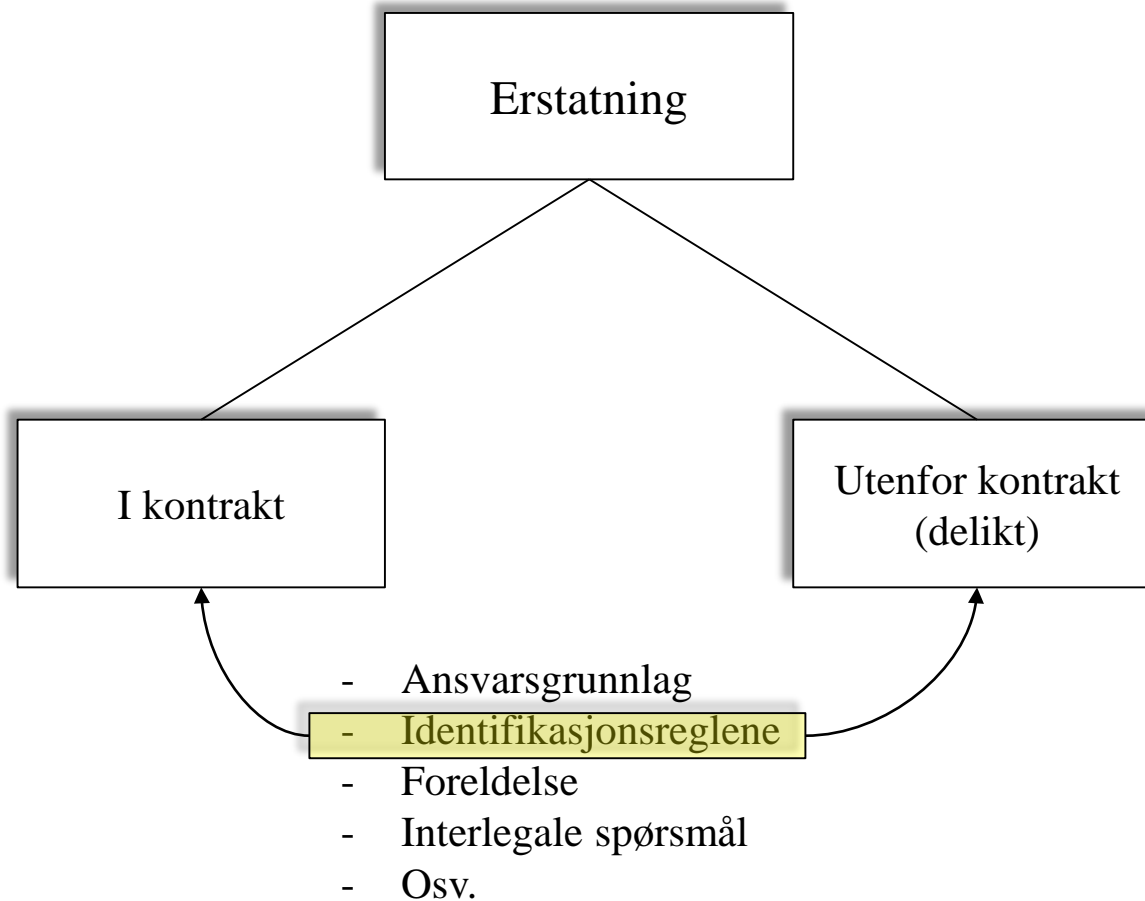 Erstatning
I kontrakt
Utenfor kontrakt
(delikt)
- Ansvarsgrunnlag
- Identifikasjonsreglene
- Foreldelse
- Interlegale spørsmål
- Osv.